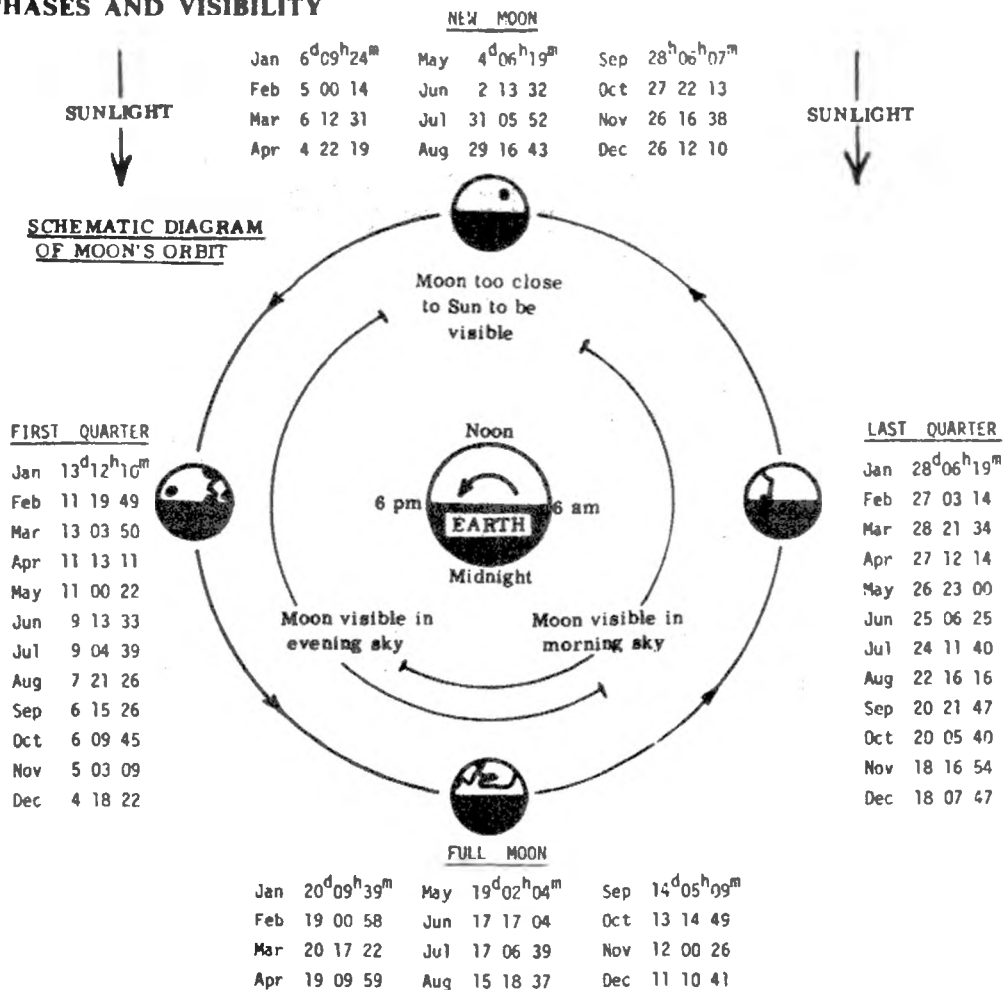 PHASES AND VISIBILITY
NEW MOON
Jan 6d09h24m May 4d06h19m Sep 28h06h07m
Feb 5 00 14 Jun 2 13 32 Oct 27 22 13
Mar 6 12 31 Jul 31 05 52 Nov 26 16 38
Apr 4 22 19 Aug 29 16 43 Dec 26 12 10
SUNLIGHT
SUNLIGHT
SCHEMATIC DIAGRAM
OF MOON'S ORBIT
Moon too close
to Sun to be
visible
FIRST QUARTER
Jan 13d12h10m
Feb 11 19 49
Mar 13 03 50
Apr 11 13 11
May 11 00 22
Jun 9 13 33
Jul 9 04 39
Aug 7 21 26
Sep 6 15 26
Oct 6 09 45
Nov 5 03 09
Dec 4 18 22
Noon
6 pm
6 am
EARTH
Midnight
Moon visible in
evening sky
Moon visible in
morning sky
LAST QUARTER
Jan 28d06h19m
Feb 27 03 14
Mar 28 21 34
Apr 27 12 14
May 26 23 00
Jun 25 06 25
Jul 24 11 40
Aug 22 16 16
Sep 20 21 47
Oct 20 05 40
Nov 18 16 54
Dec 18 07 47
FULL MOON
Jan 20d09h39m May 19d02h04m Sep 14d05h09m
Feb 19 00 58 Jun 17 17 04 Oct 13 14 49
Mar 20 17 22 Jul 17 06 39 Nov 12 00 26
Apr 19 09 59 Aug 15 18 37 Dec 11 10 41